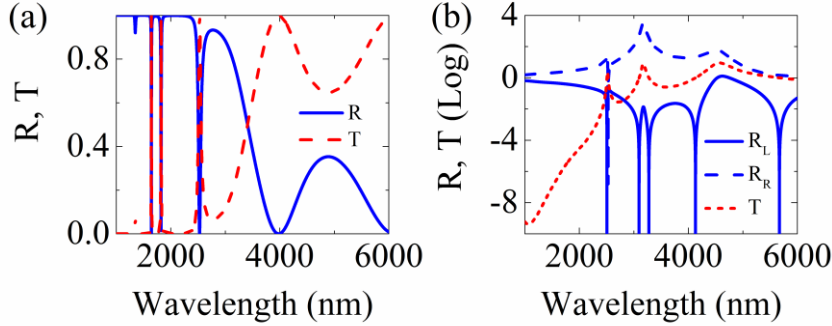 (a)
R, T
0.8
0.4
0.0
R
T
2000 4000 6000
Wavelength (nm)
(b)
R, T (Log)
4
0
-4
-8
R_L
R_R
T
2000 4000 6000
Wavelength (nm)